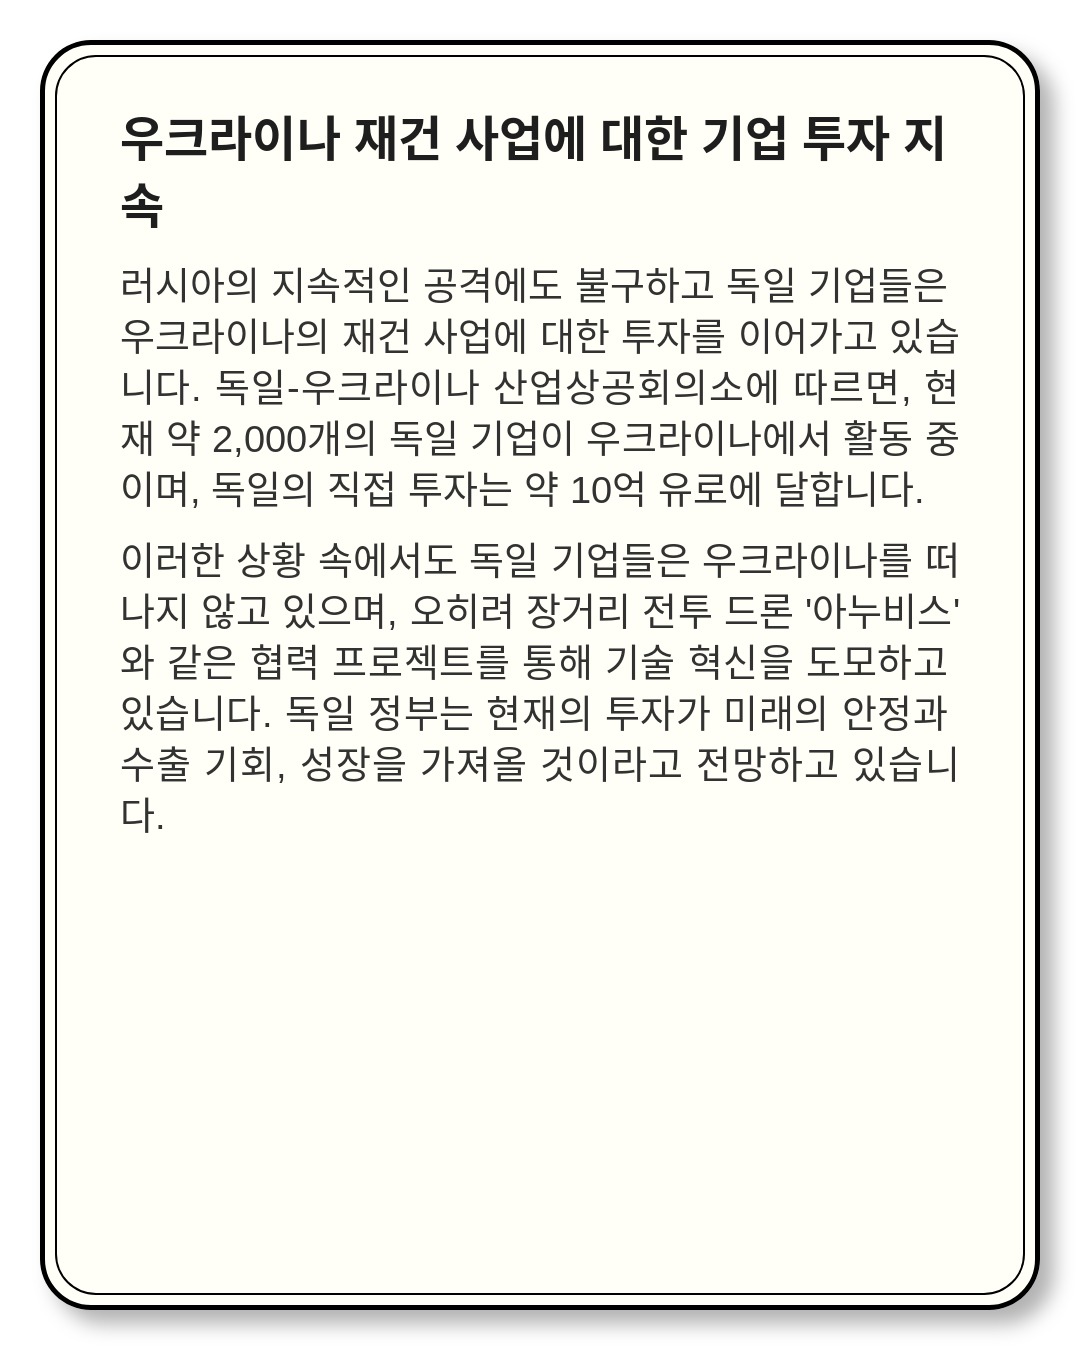 우크라이나 재건 사업에 대한 기업 투자 지
속
러시아의 지속적인 공격에도 불구하고 독일 기업들은
우크라이나의 재건 사업에 대한 투자를 이어가고 있습
니다. 독일-우크라이나 산업상공회의소에 따르면, 현
재 약 2,000개의 독일 기업이 우크라이나에서 활동 중
이며, 독일의 직접 투자는 약 10억 유로에 달합니다.
이러한 상황 속에서도 독일 기업들은 우크라이나를 떠
나지 않고 있으며, 오히려 장거리 전투 드론 '아누비스'
와 같은 협력 프로젝트를 통해 기술 혁신을 도모하고
있습니다. 독일 정부는 현재의 투자가 미래의 안정과
수출 기회, 성장을 가져올 것이라고 전망하고 있습니
다.